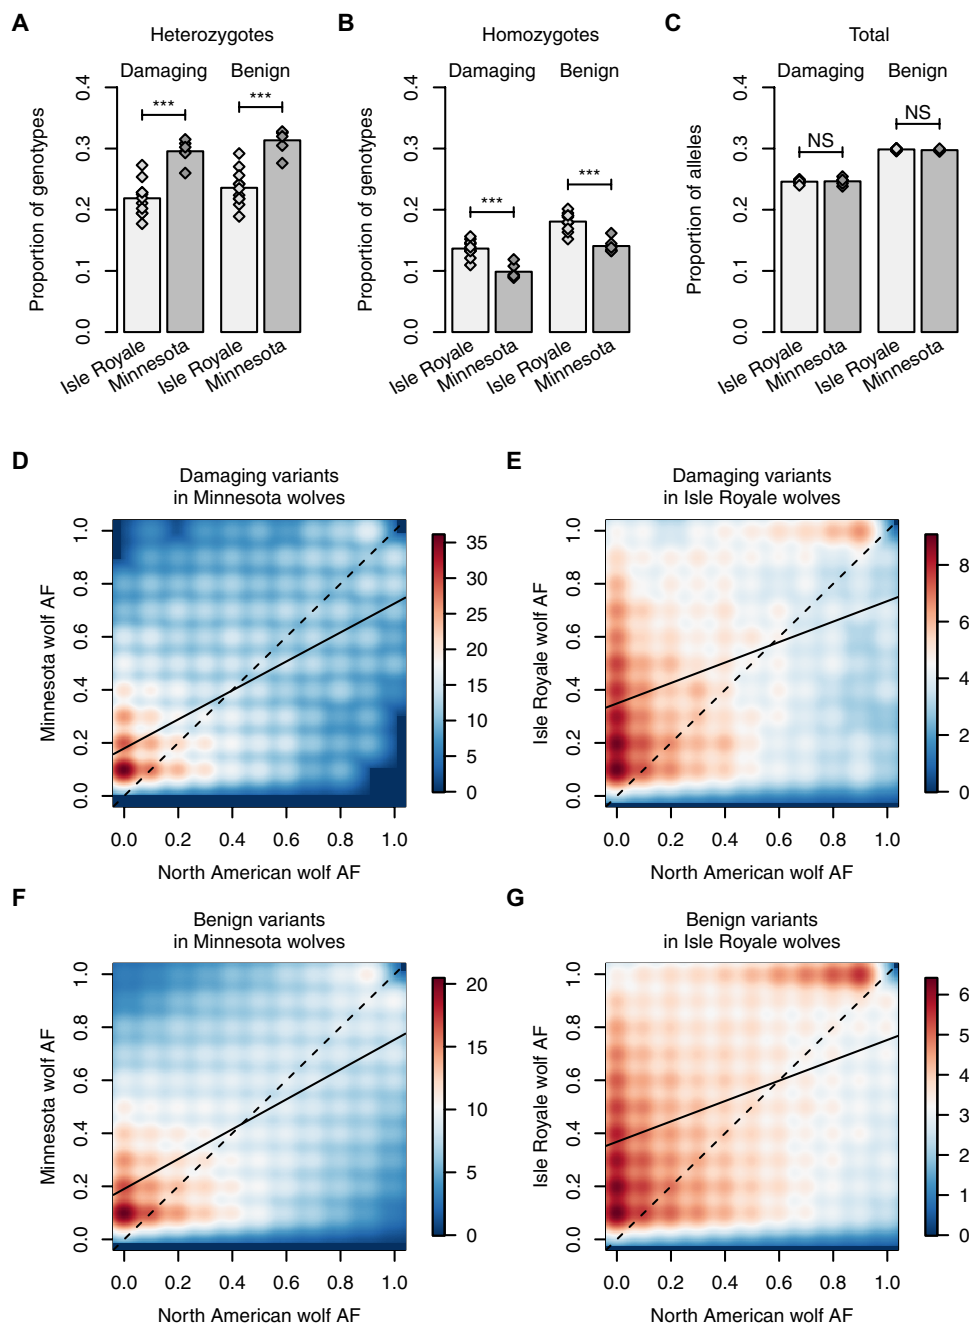 A
Heterozygotes
Damaging Benign
Proportion of genotypes
0.0 0.1 0.2 0.3 0.4
*** ***
Isle Royale
Minnesota
Isle Royale
Minnesota
B
Homozygotes
Damaging Benign
Proportion of genotypes
0.0 0.1 0.2 0.3 0.4
*** ***
Isle Royale
Minnesota
Isle Royale
Minnesota
C
Total
Damaging Benign
Proportion of alleles
0.0 0.1 0.2 0.3 0.4
NS NS
Isle Royale
Minnesota
Isle Royale
Minnesota
D
Damaging variants
in Minnesota wolves
Minnesota wolf AF
0.0 0.2 0.4 0.6 0.8 1.0
0.0 0.2 0.4 0.6 0.8 1.0
North American wolf AF
35
30
25
20
15
10
5
0
E
Damaging variants
in Isle Royale wolves
Isle Royale wolf AF
0.0 0.2 0.4 0.6 0.8 1.0
0.0 0.2 0.4 0.6 0.8 1.0
North American wolf AF
8
6
4
2
0
F
Benign variants
in Minnesota wolves
Minnesota wolf AF
0.0 0.2 0.4 0.6 0.8 1.0
0.0 0.2 0.4 0.6 0.8 1.0
North American wolf AF
20
15
10
5
0
G
Benign variants
in Isle Royale wolves
Isle Royale wolf AF
0.0 0.2 0.4 0.6 0.8 1.0
0.0 0.2 0.4 0.6 0.8 1.0
North American wolf AF
6
5
4
3
2
1
0